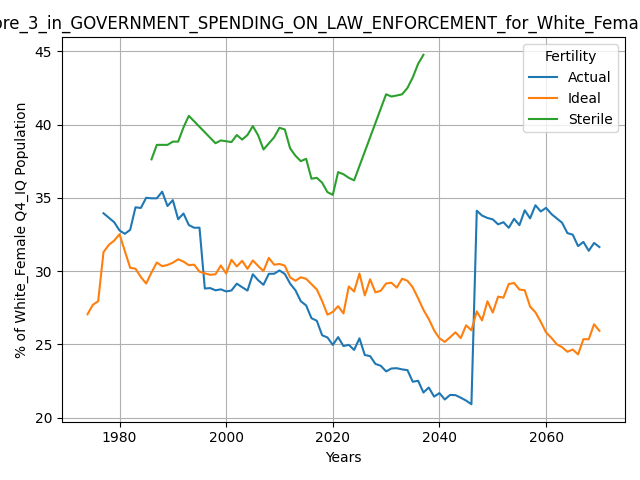 ore_3_in_GOVERNMENT_SPENDING_ON_LAW_ENFORCEMENT_for_White_Fema
Fertility
Actual
Ideal
Sterile
% of White_Female Q4_IQ Population
45
40
35
30
25
20
1980
2000
2020
2040
2060
Years